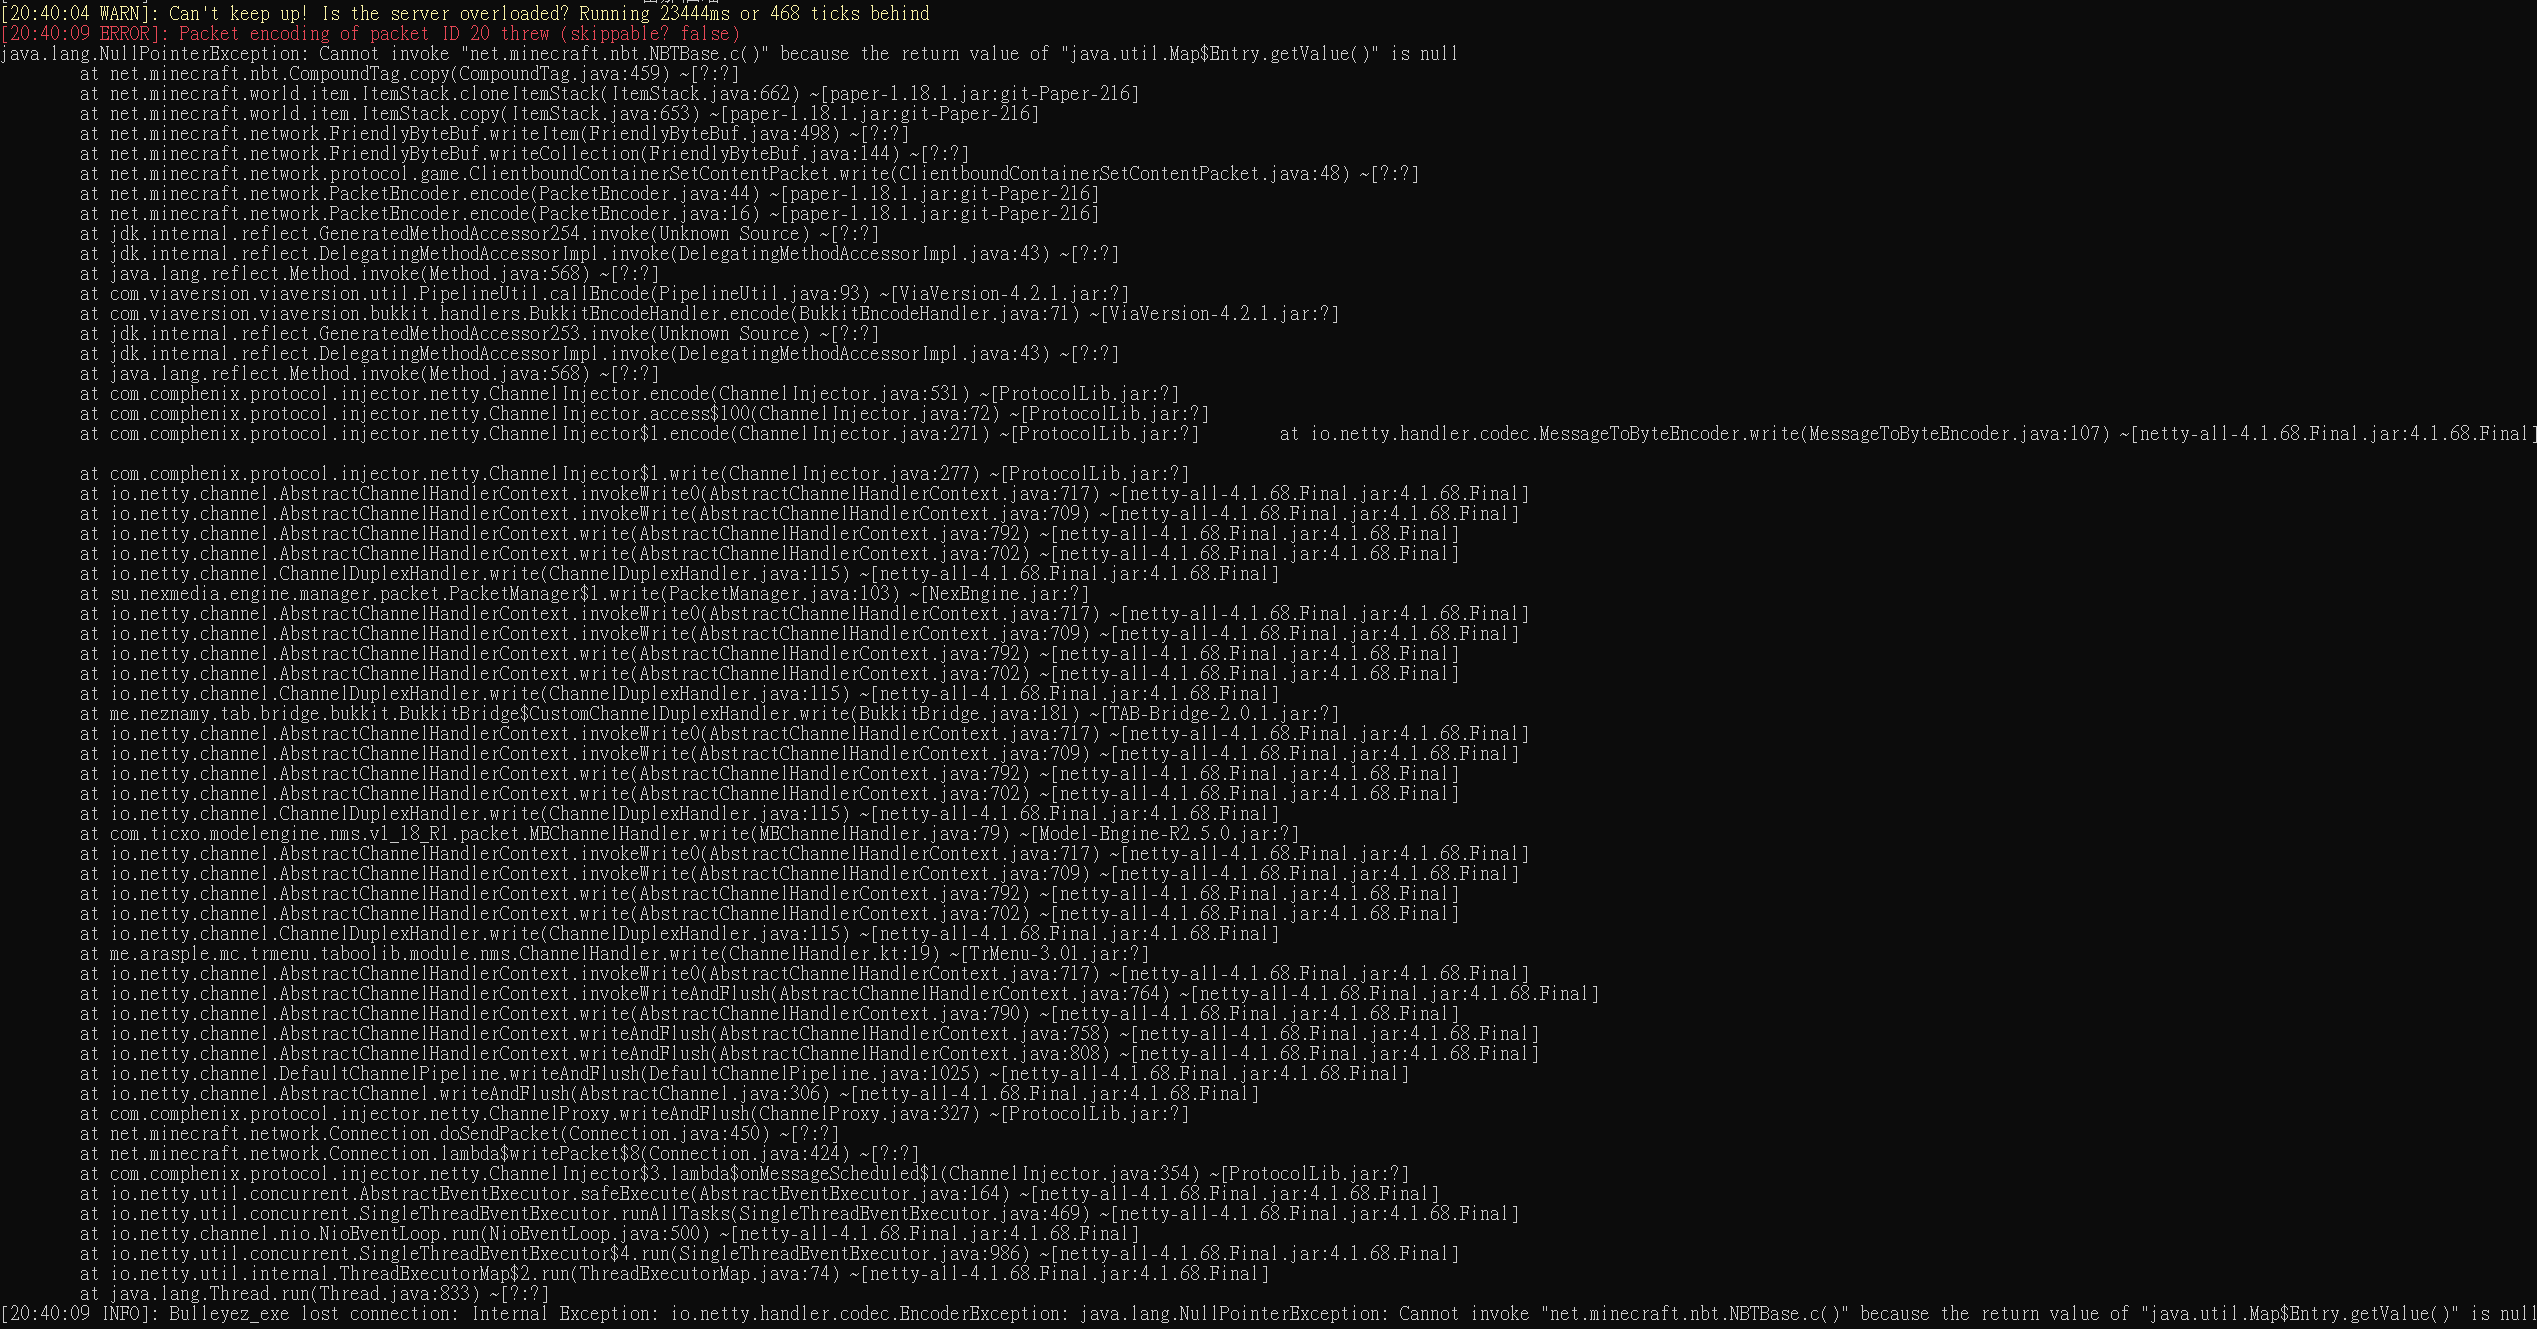 [20:40:04 WARN]: Can't keep up! Is the server overloaded? Running 23444ms or 468 ticks behind
[20:40:09 ERROR]: Packet encoding of packet ID 20 threw (skippable? false)
java.lang.NullPointerException: Cannot invoke "net.minecraft.nbt.NBTBase.c()" because the return value of "java.util.Map$Entry.getValue()" is null
at net.minecraft.nbt.CompoundTag.copy(CompoundTag.java:459) ~[?:?]
at net.minecraft.world.item.ItemStack.cloneItemStack(ItemStack.java:662) ~[paper-1.18.1.jar:git-Paper-216]
at net.minecraft.world.item.ItemStack.copy(ItemStack.java:653) ~[paper-1.18.1.jar:git-Paper-216]
at net.minecraft.network.FriendlyByteBuf.writeItem(FriendlyByteBuf.java:498) ~[?:?]
at net.minecraft.network.FriendlyByteBuf.writeCollection(FriendlyByteBuf.java:144) ~[?:?]
at net.minecraft.network.protocol.game.ClientboundContainerSetContentPacket.write(ClientboundContainerSetContentPacket.java:48) ~[?:?]
at net.minecraft.network.PacketEncoder.encode(PacketEncoder.java:44) ~[paper-1.18.1.jar:git-Paper-216]
at net.minecraft.network.PacketEncoder.encode(PacketEncoder.java:16) ~[paper-1.18.1.jar:git-Paper-216]
at jdk.internal.reflect.GeneratedMethodAccessor254.invoke(Unknown Source) ~[?:?]
at jdk.internal.reflect.DelegatingMethodAccessorImpl.invoke(DelegatingMethodAccessorImpl.java:43) ~[?:?]
at java.lang.reflect.Method.invoke(Method.java:568) ~[?:?]
at com.viaversion.viaversion.util.PipelineUtil.callEncode(PipelineUtil.java:93) ~[ViaVersion-4.2.1.jar:?]
at com.viaversion.viaversion.bukkit.handlers.BukkitEncodeHandler.encode(BukkitEncodeHandler.java:71) ~[ViaVersion-4.2.1.jar:?]
at jdk.internal.reflect.GeneratedMethodAccessor253.invoke(Unknown Source) ~[?:?]
at jdk.internal.reflect.DelegatingMethodAccessorImpl.invoke(DelegatingMethodAccessorImpl.java:43) ~[?:?]
at java.lang.reflect.Method.invoke(Method.java:568) ~[?:?]
at com.comphenix.protocol.injector.netty.ChannelInjector.encode(ChannelInjector.java:531) ~[ProtocolLib.jar:?]
at com.comphenix.protocol.injector.netty.ChannelInjector.access$100(ChannelInjector.java:72) ~[ProtocolLib.jar:?]
at com.comphenix.protocol.injector.netty.ChannelInjector$1.encode(ChannelInjector.java:271) ~[ProtocolLib.jar:?] at io.netty.handler.codec.MessageToByteEncoder.write(MessageToByteEncoder.java:107) ~[netty-all-4.1.68.Final.jar:4.1.68.Final]
at com.comphenix.protocol.injector.netty.ChannelInjector$1.write(ChannelInjector.java:277) ~[ProtocolLib.jar:?]
at io.netty.channel.AbstractChannelHandlerContext.invokeWrite0(AbstractChannelHandlerContext.java:717) ~[netty-all-4.1.68.Final.jar:4.1.68.Final]
at io.netty.channel.AbstractChannelHandlerContext.invokeWrite(AbstractChannelHandlerContext.java:709) ~[netty-all-4.1.68.Final.jar:4.1.68.Final]
at io.netty.channel.AbstractChannelHandlerContext.write(AbstractChannelHandlerContext.java:792) ~[netty-all-4.1.68.Final.jar:4.1.68.Final]
at io.netty.channel.AbstractChannelHandlerContext.write(AbstractChannelHandlerContext.java:702) ~[netty-all-4.1.68.Final.jar:4.1.68.Final]
at io.netty.channel.ChannelDuplexHandler.write(ChannelDuplexHandler.java:115) ~[netty-all-4.1.68.Final.jar:4.1.68.Final]
at su.nexmedia.engine.manager.packet.PacketManager$1.write(PacketManager.java:103) ~[NexEngine.jar:?]
at io.netty.channel.AbstractChannelHandlerContext.invokeWrite0(AbstractChannelHandlerContext.java:717) ~[netty-all-4.1.68.Final.jar:4.1.68.Final]
at io.netty.channel.AbstractChannelHandlerContext.invokeWrite(AbstractChannelHandlerContext.java:709) ~[netty-all-4.1.68.Final.jar:4.1.68.Final]
at io.netty.channel.AbstractChannelHandlerContext.write(AbstractChannelHandlerContext.java:792) ~[netty-all-4.1.68.Final.jar:4.1.68.Final]
at io.netty.channel.AbstractChannelHandlerContext.write(AbstractChannelHandlerContext.java:702) ~[netty-all-4.1.68.Final.jar:4.1.68.Final]
at io.netty.channel.ChannelDuplexHandler.write(ChannelDuplexHandler.java:115) ~[netty-all-4.1.68.Final.jar:4.1.68.Final]
at me.neznamy.tab.bridge.bukkit.BukkitBridge$CustomChannelDuplexHandler.write(BukkitBridge.java:181) ~[TAB-Bridge-2.0.1.jar:?]
at io.netty.channel.AbstractChannelHandlerContext.invokeWrite0(AbstractChannelHandlerContext.java:717) ~[netty-all-4.1.68.Final.jar:4.1.68.Final]
at io.netty.channel.AbstractChannelHandlerContext.invokeWrite(AbstractChannelHandlerContext.java:709) ~[netty-all-4.1.68.Final.jar:4.1.68.Final]
at io.netty.channel.AbstractChannelHandlerContext.write(AbstractChannelHandlerContext.java:792) ~[netty-all-4.1.68.Final.jar:4.1.68.Final]
at io.netty.channel.AbstractChannelHandlerContext.write(AbstractChannelHandlerContext.java:702) ~[netty-all-4.1.68.Final.jar:4.1.68.Final]
at io.netty.channel.ChannelDuplexHandler.write(ChannelDuplexHandler.java:115) ~[netty-all-4.1.68.Final.jar:4.1.68.Final]
at com.ticxo.modelengine.nms.v1_18_R1.packet.MEChannelHandler.write(MEChannelHandler.java:79) ~[Model-Engine-R2.5.0.jar:?]
at io.netty.channel.AbstractChannelHandlerContext.invokeWrite0(AbstractChannelHandlerContext.java:717) ~[netty-all-4.1.68.Final.jar:4.1.68.Final]
at io.netty.channel.AbstractChannelHandlerContext.invokeWrite(AbstractChannelHandlerContext.java:709) ~[netty-all-4.1.68.Final.jar:4.1.68.Final]
at io.netty.channel.AbstractChannelHandlerContext.write(AbstractChannelHandlerContext.java:792) ~[netty-all-4.1.68.Final.jar:4.1.68.Final]
at io.netty.channel.AbstractChannelHandlerContext.write(AbstractChannelHandlerContext.java:702) ~[netty-all-4.1.68.Final.jar:4.1.68.Final]
at io.netty.channel.ChannelDuplexHandler.write(ChannelDuplexHandler.java:115) ~[netty-all-4.1.68.Final.jar:4.1.68.Final]
at me.arasple.mc.trmenu.taboolib.module.nms.ChannelHandler.write(ChannelHandler.kt:19) ~[TrMenu-3.01.jar:?]
at io.netty.channel.AbstractChannelHandlerContext.invokeWrite0(AbstractChannelHandlerContext.java:717) ~[netty-all-4.1.68.Final.jar:4.1.68.Final]
at io.netty.channel.AbstractChannelHandlerContext.invokeWriteAndFlush(AbstractChannelHandlerContext.java:764) ~[netty-all-4.1.68.Final.jar:4.1.68.Final]
at io.netty.channel.AbstractChannelHandlerContext.write(AbstractChannelHandlerContext.java:790) ~[netty-all-4.1.68.Final.jar:4.1.68.Final]
at io.netty.channel.AbstractChannelHandlerContext.writeAndFlush(AbstractChannelHandlerContext.java:758) ~[netty-all-4.1.68.Final.jar:4.1.68.Final]
at io.netty.channel.AbstractChannelHandlerContext.writeAndFlush(AbstractChannelHandlerContext.java:808) ~[netty-all-4.1.68.Final.jar:4.1.68.Final]
at io.netty.channel.DefaultChannelPipeline.writeAndFlush(DefaultChannelPipeline.java:1025) ~[netty-all-4.1.68.Final.jar:4.1.68.Final]
at io.netty.channel.AbstractChannel.writeAndFlush(AbstractChannel.java:306) ~[netty-all-4.1.68.Final.jar:4.1.68.Final]
at com.comphenix.protocol.injector.netty.ChannelProxy.writeAndFlush(ChannelProxy.java:327) ~[ProtocolLib.jar:?]
at net.minecraft.network.Connection.doSendPacket(Connection.java:450) ~[?:?]
at net.minecraft.network.Connection.lambda$writePacket$8(Connection.java:424) ~[?:?]
at com.comphenix.protocol.injector.netty.ChannelInjector$3.lambda$onMessageScheduled$1(ChannelInjector.java:354) ~[ProtocolLib.jar:?]
at io.netty.util.concurrent.AbstractEventExecutor.safeExecute(AbstractEventExecutor.java:164) ~[netty-all-4.1.68.Final.jar:4.1.68.Final]
at io.netty.util.concurrent.SingleThreadEventExecutor.runAllTasks(SingleThreadEventExecutor.java:469) ~[netty-all-4.1.68.Final.jar:4.1.68.Final]
at io.netty.channel.nio.NioEventLoop.run(NioEventLoop.java:500) ~[netty-all-4.1.68.Final.jar:4.1.68.Final]
at io.netty.util.concurrent.SingleThreadEventExecutor$4.run(SingleThreadEventExecutor.java:986) ~[netty-all-4.1.68.Final.jar:4.1.68.Final]
at io.netty.util.internal.ThreadExecutorMap$2.run(ThreadExecutorMap.java:74) ~[netty-all-4.1.68.Final.jar:4.1.68.Final]
at java.lang.Thread.run(Thread.java:833) ~[?:?]
[20:40:09 INFO]: Bulleyez_exe lost connection: Internal Exception: io.netty.handler.codec.EncoderException: java.lang.NullPointerException: Cannot invoke "net.minecraft.nbt.NBTBase.c()" because the return value of "java.util.Map$Entry.getValue()" is null